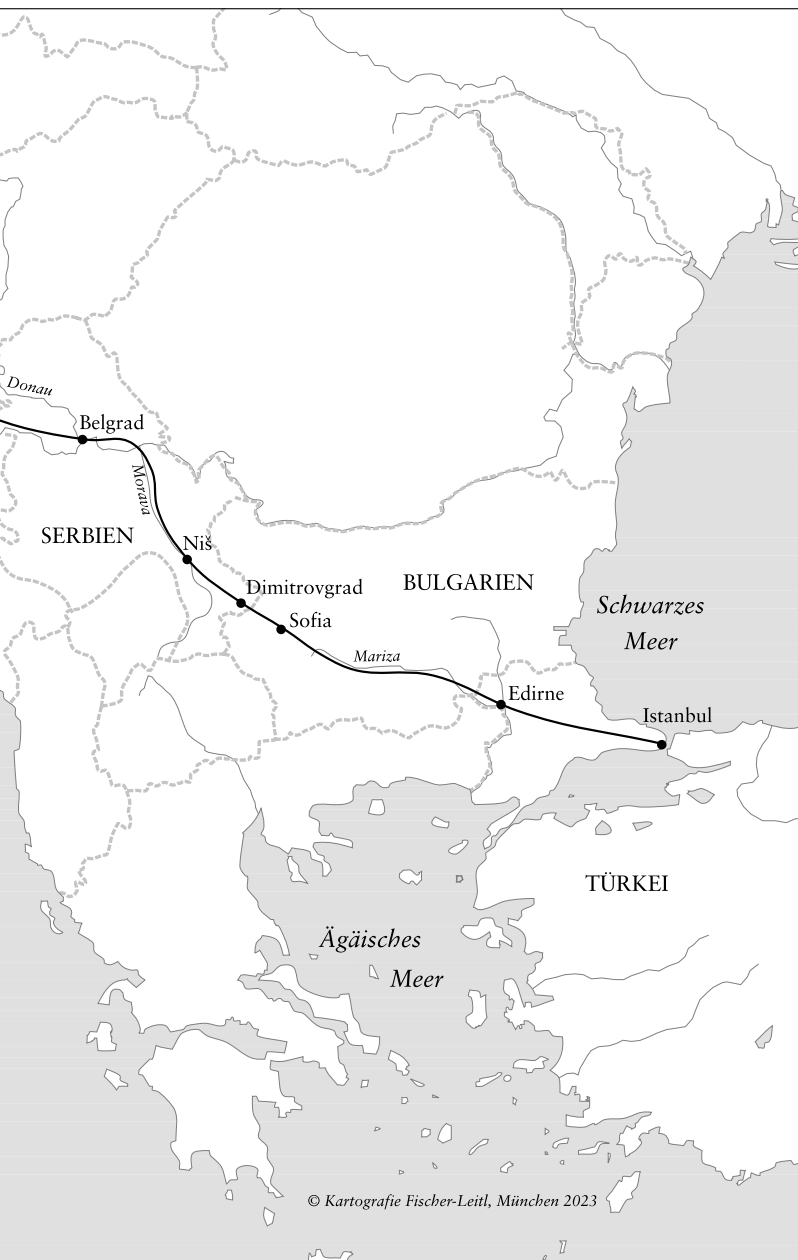 Donau
Belgrad
Morava
SERBIEN
Niš
Dimitrovgrad
BULGARIEN
Sofia
Schwarzes
Meer
Mariza
Edirne
Istanbul
TÜRKEI
Ägäisches
Meer
© Kartografie Fischer-Leitl, München 2023